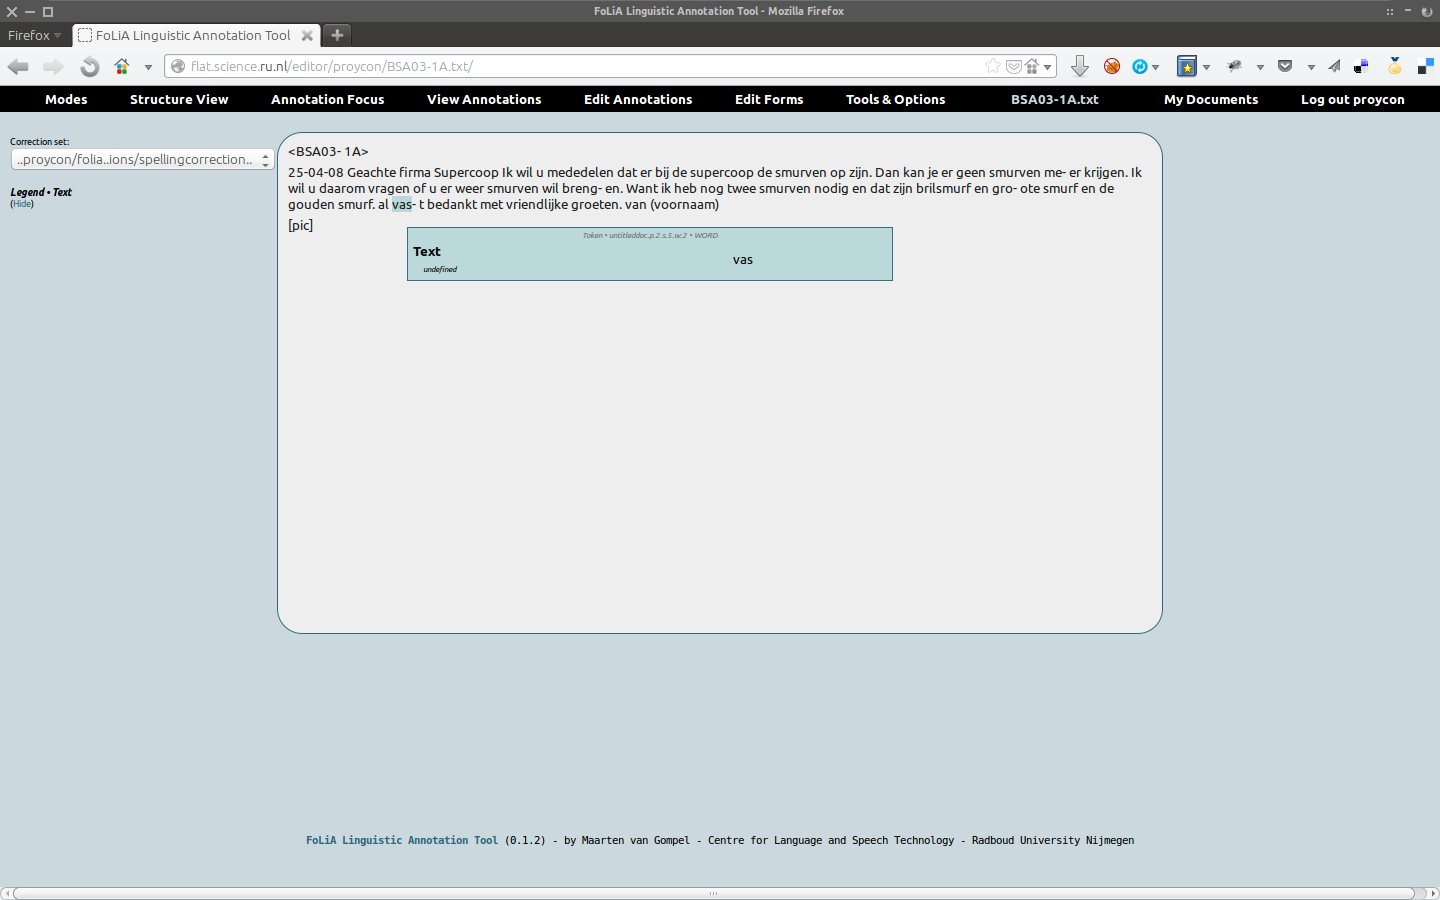 FoLiA Linguistic Annotation Tool - Mozilla Firefox
Firefox
FoLiA Linguistic Annotation Tool
flat.science.ru.nl/editor/proycon/BSA03-1A.txt/
Modes Structure View Annotation Focus View Annotations Edit Annotations Edit Forms Tools & Options BSA03-1A.txt My Documents Log out proycon
Correction set:
..proycon/folia..ions/spellingcorrection..
Legend • Text
(Hide)
<BSA03- 1A>
25-04-08 Geachte firma Supercoop Ik wil u mededelen dat er bij de supercoop de smurven op zijn. Dan kan je er geen smurven me- er krijgen. Ik
wil u daarom vragen of u er weer smurven wil breng- en. Want ik heb nog twee smurven nodig en dat zijn brilsmurf en gro- ote smurf en de
gouden smurf. al vas- t bedankt met vriendlijke groeten. van (voornaam)
[pic]
Token • untitleddoc.p.2.s.5.w.2 • WORD
Text
undefined
vas
FoLiA Linguistic Annotation Tool (0.1.2) - by Maarten van Gompel - Centre for Language and Speech Technology - Radboud University Nijmegen